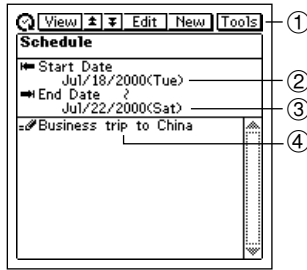 View Edit New Tools ①
Schedule
Start Date
Jul/18/2000(Tue) ②
End Date
Jul/22/2000(Sat) ③
Business trip to China
④